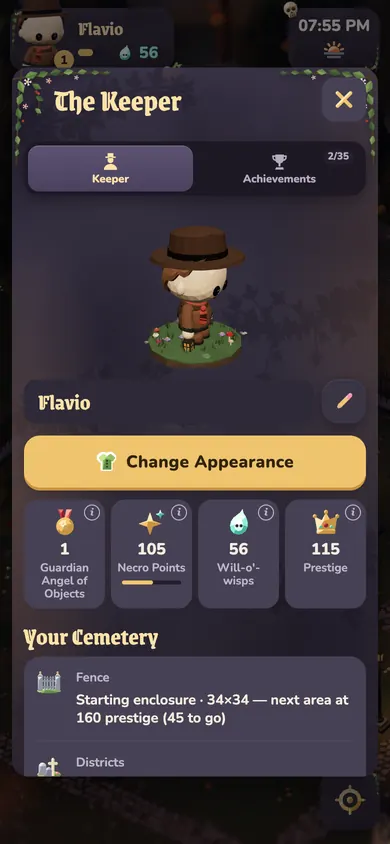 Flavio
07:55 PM
1
56
The Keeper
Keeper
Achievements
2/35
Flavio
Change Appearance
1
Guardian
Angel of
Objects
105
Necro Points
56
Will-o'-
wisps
115
Prestige
Your Cemetery
Fence
Starting enclosure · 34×34 — next area at
160 prestige (45 to go)
Districts